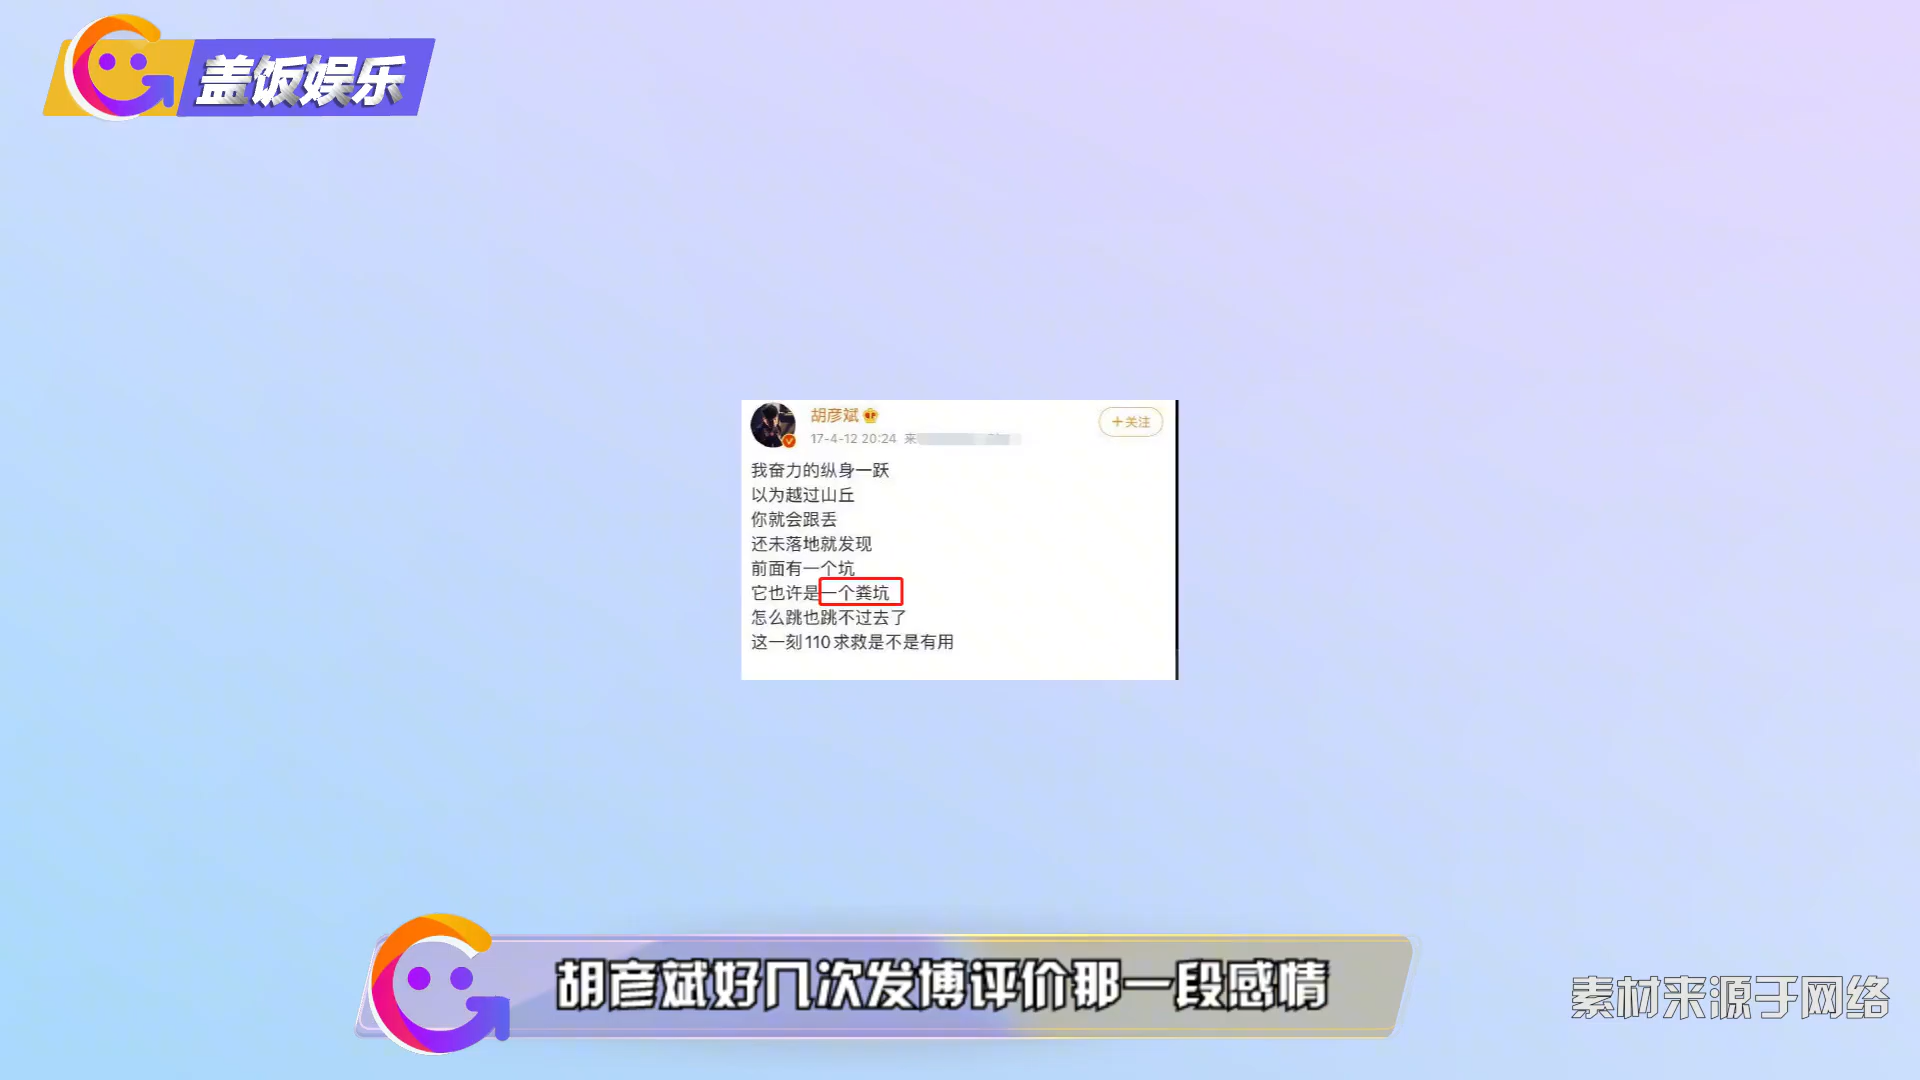 盖饭娱乐
胡彦斌
17-4-12 20:24 来
+关注
我奋力的纵身一跃
以为越过山丘
你就会跟丢
还未落地就发现
前面有一个坑
它也许是一个粪坑
怎么跳也跳不过去了
这一刻110求救是不是有用
胡彦斌好几次发博评价那一段感情
素材来源于网络